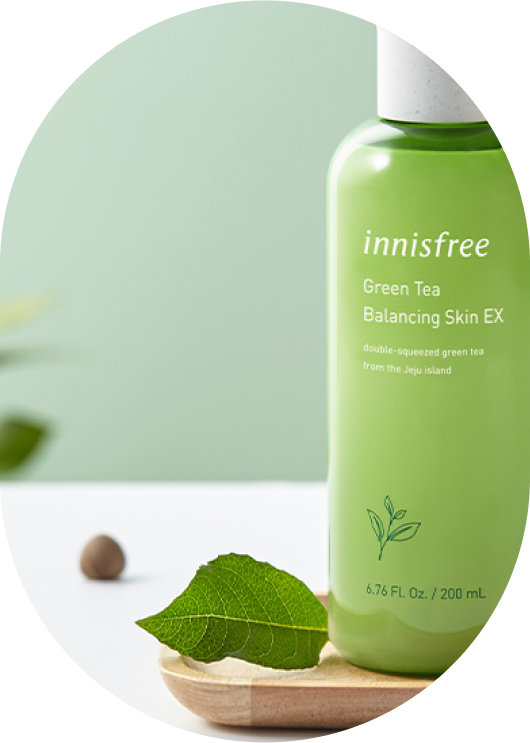 innisfree
Green Tea
Balancing Skin EX
double-squeezed green tea
from the Jeju island
6.76 Fl. Oz. / 200 mL